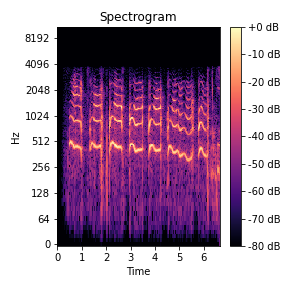 Spectrogram
8192
4096
2048
1024
512
256
128
64
0
Hz
0 1 2 3 4 5 6
Time
+0 dB
-10 dB
-20 dB
-30 dB
-40 dB
-50 dB
-60 dB
-70 dB
-80 dB